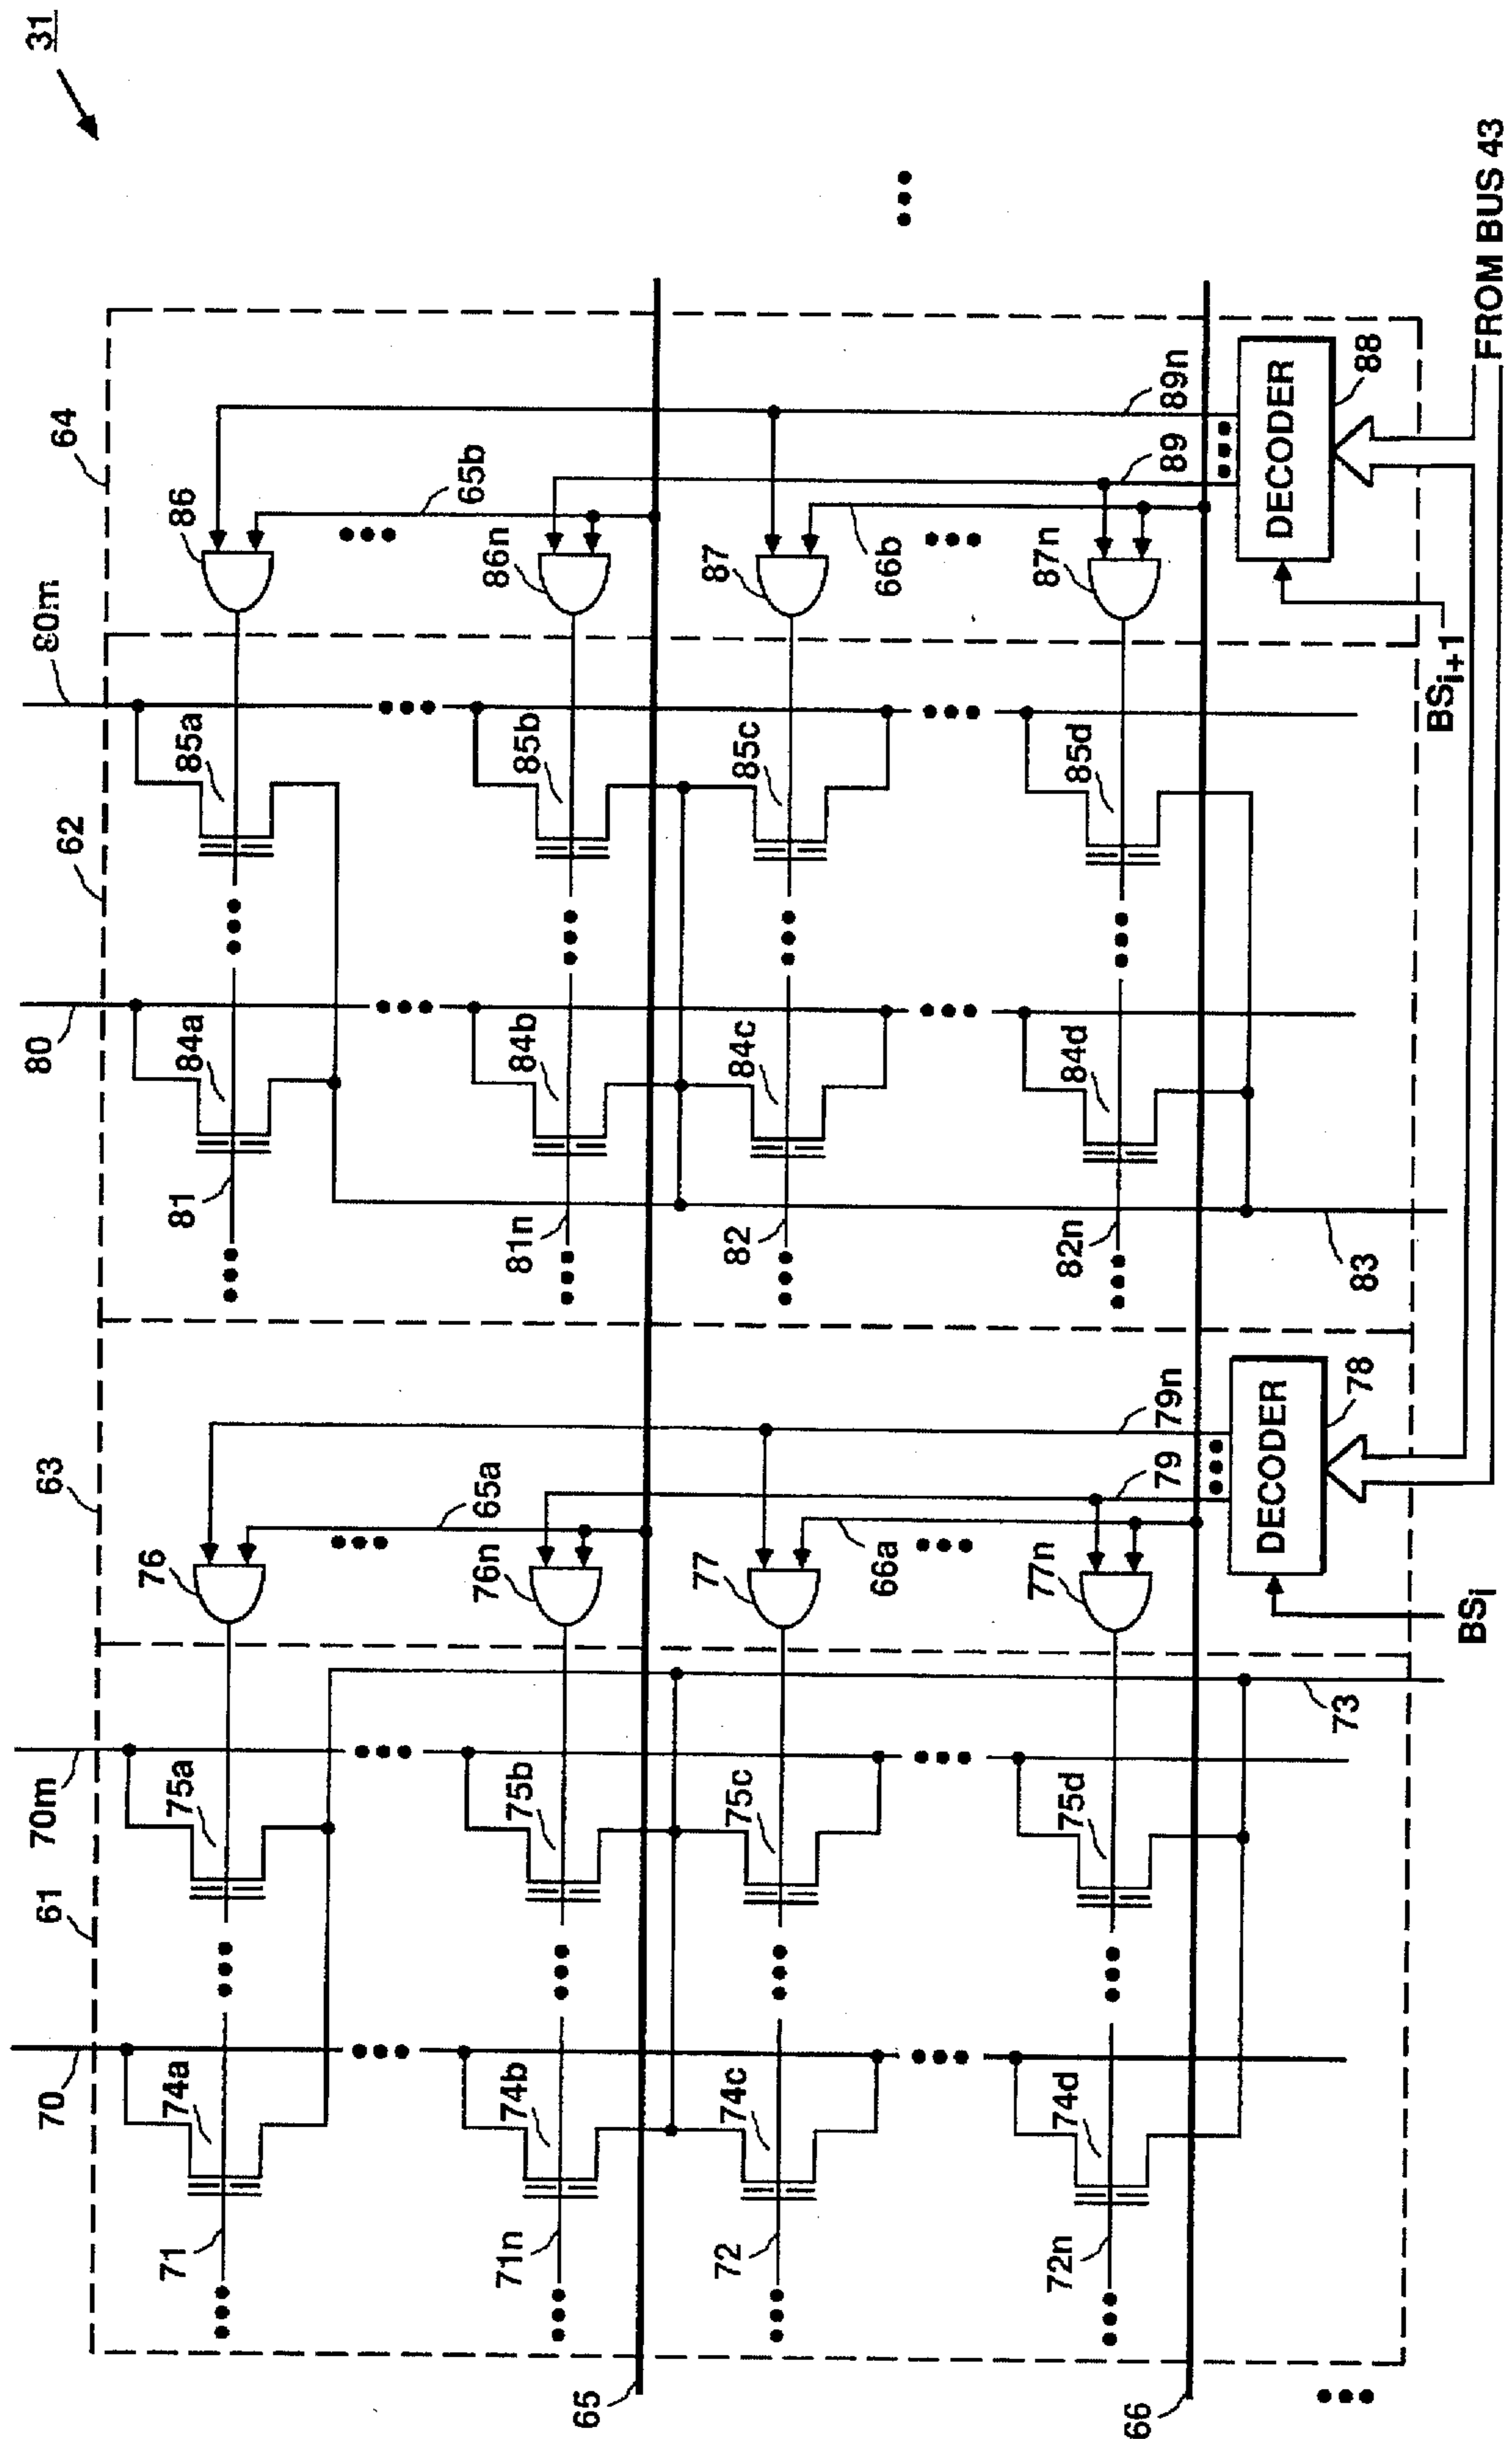 31
80m
62
64
80
85a
86
84a
81
65b
85b
86n
84b
81n
85c
87
84c
82
66b
85d
87n
84d
82n
89
89n
DECODER
88
83
BSi+1
FROM BUS 43
70m
61
63
70
75a
76
74a
71
65a
75b
76n
74b
71n
65
75c
77
74c
72
66a
75d
77n
74d
72n
66
79
79n
DECODER
78
73
BSi